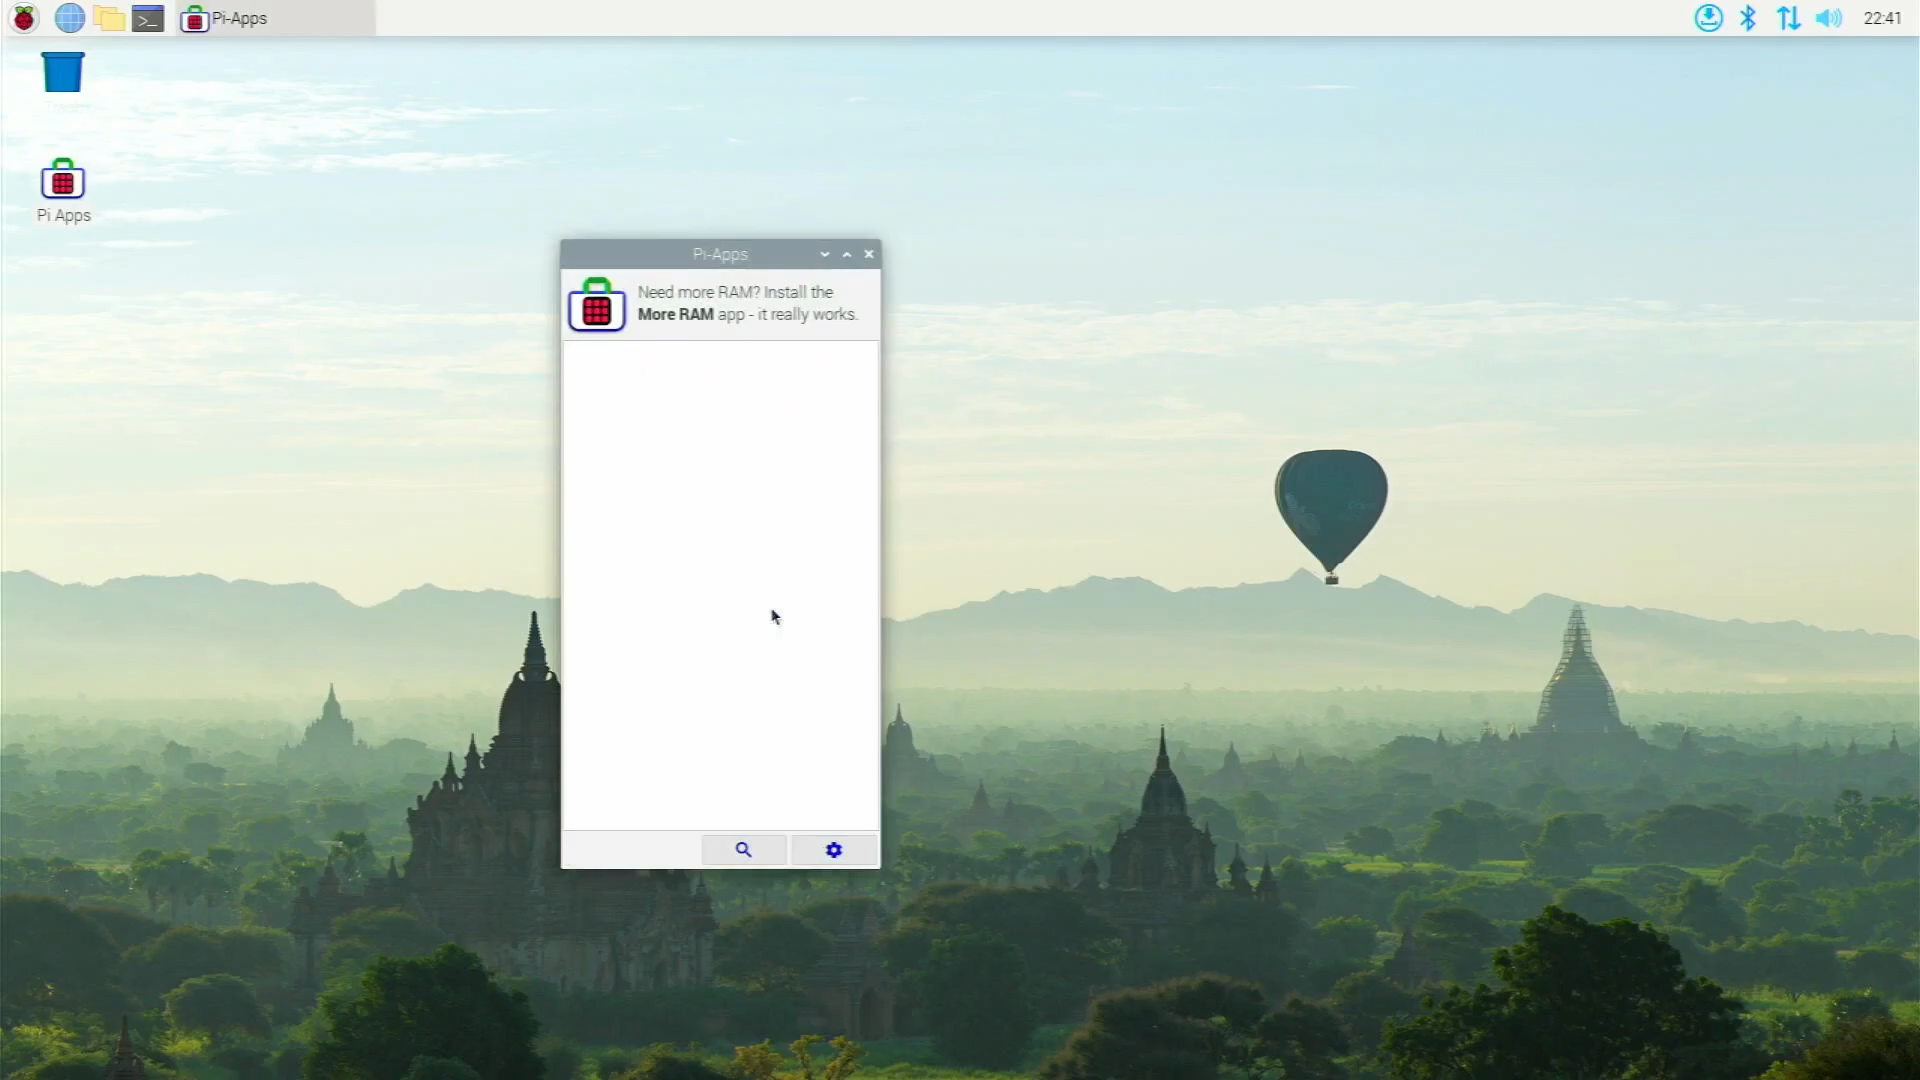 Pi-Apps
22:41
Pi Apps
Pi-Apps
Need more RAM? Install the
More RAM app - it really works.